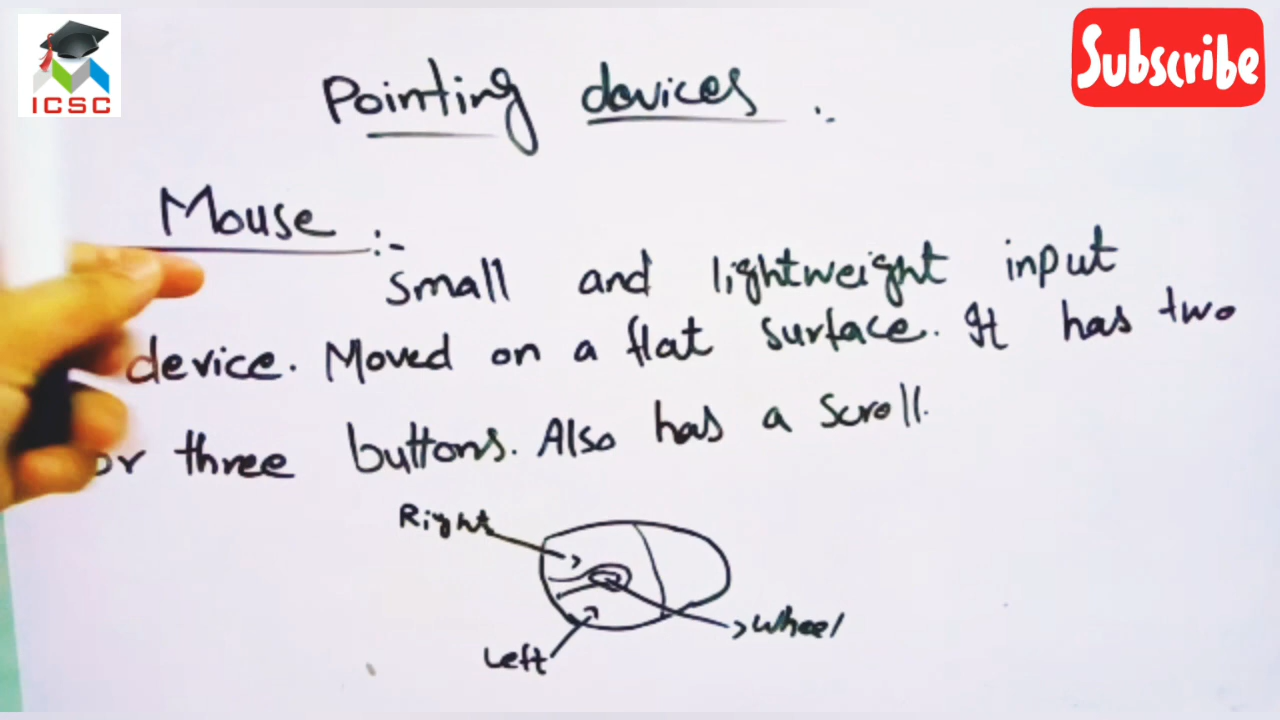 ICSC
Subscribe
Pointing devices :-
Mouse :-
Small and lightweight input
device. Moved on a flat surface. It has two
or three buttons. Also has a scroll.
Right
Wheel
Left